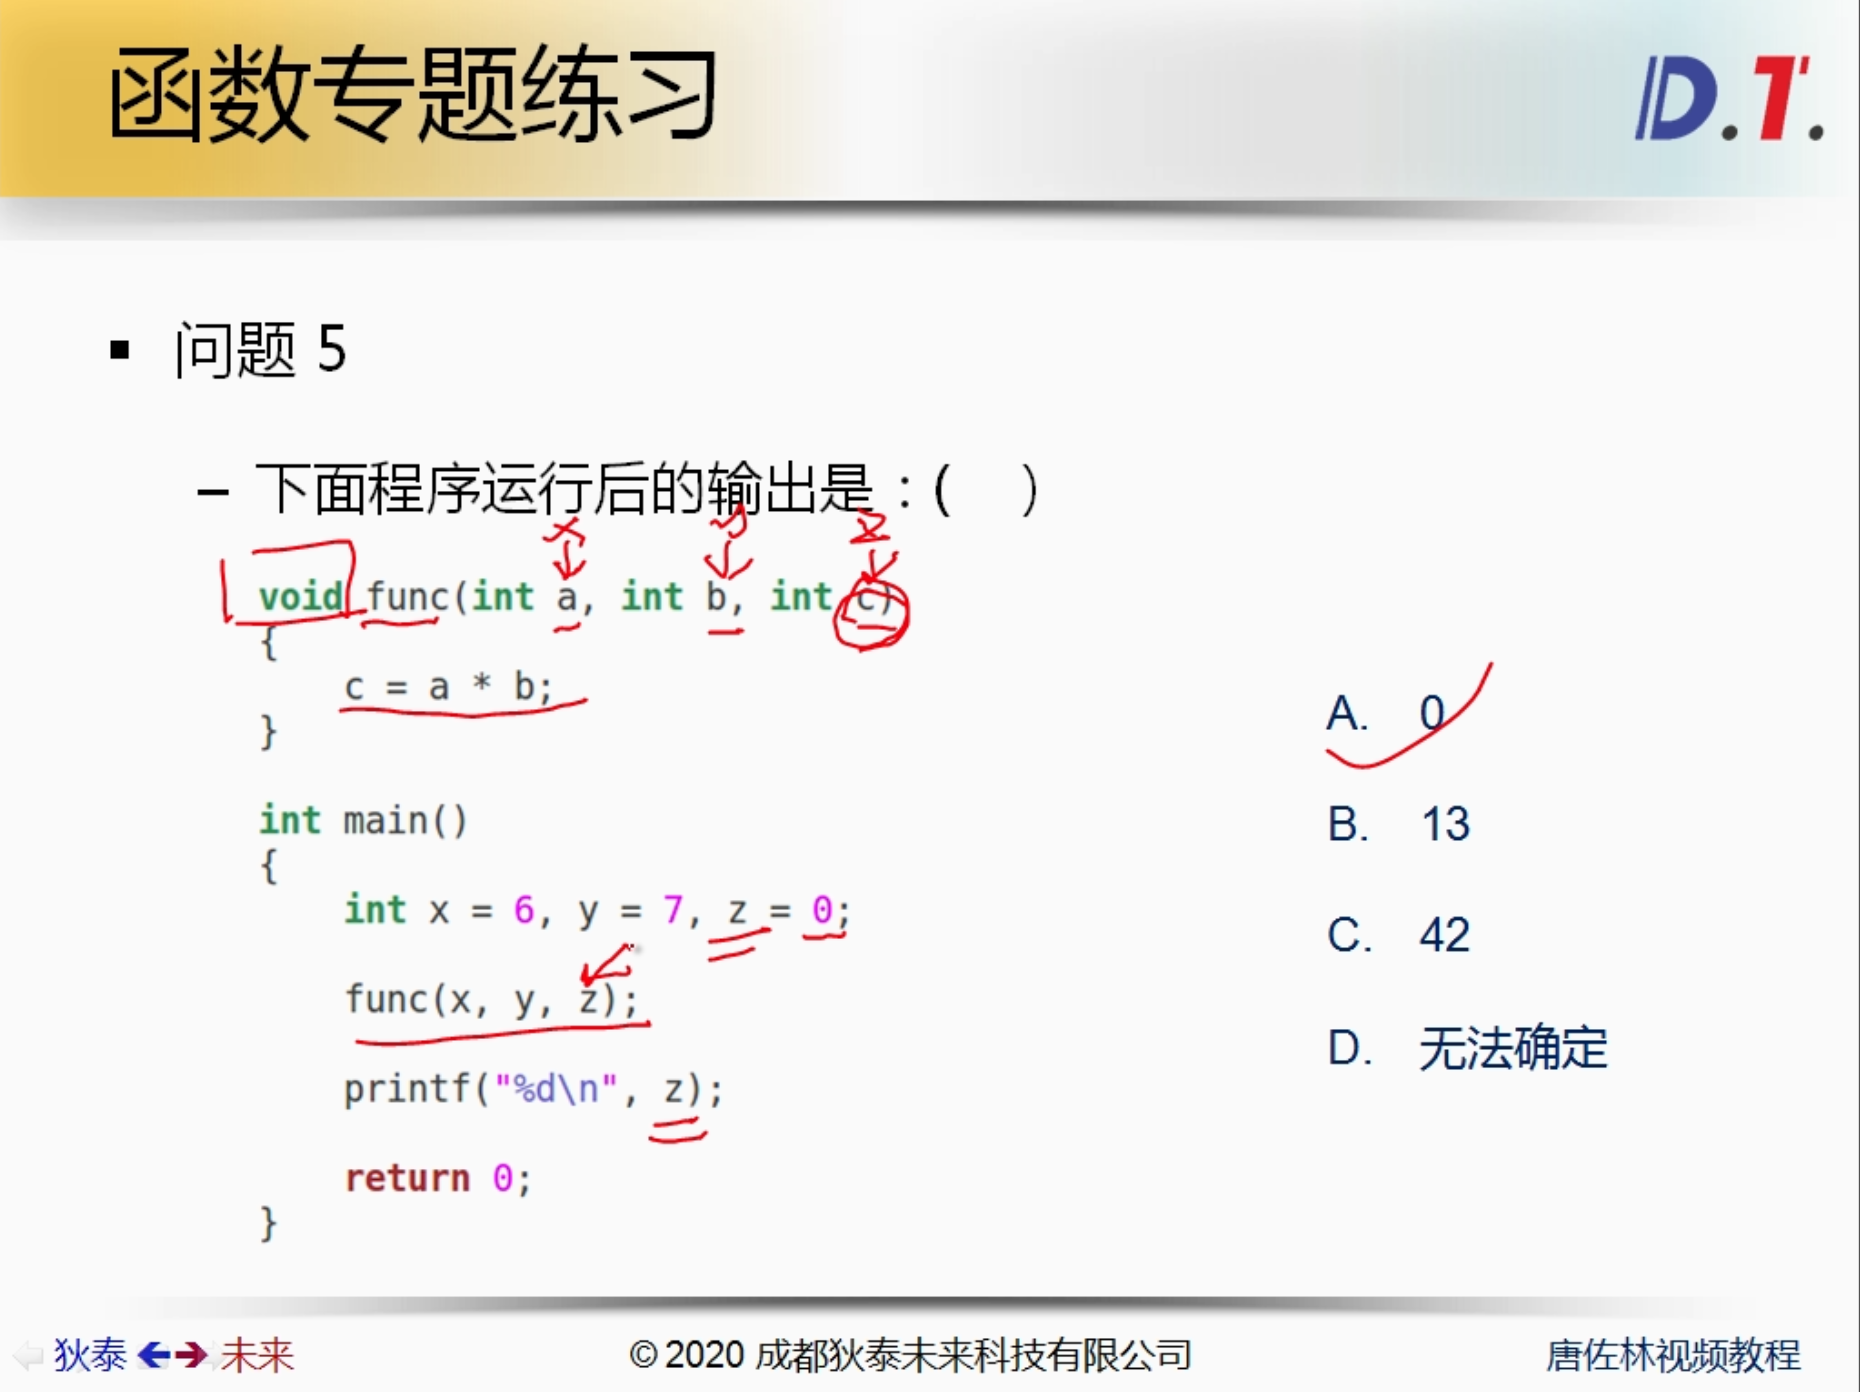 函数专题练习
D.T.
▪ 问题 5
– 下面程序运行后的输出是：(    )
x y z
void func(int a, int b, int c)
{
    c = a * b;
}
int main()
{
    int x = 6, y = 7, z = 0;
    func(x, y, z);
    printf("%d\n", z);
    return 0;
}
A. 0
B. 13
C. 42
D. 无法确定
狄泰 未来
© 2020 成都狄泰未来科技有限公司
唐佐林视频教程